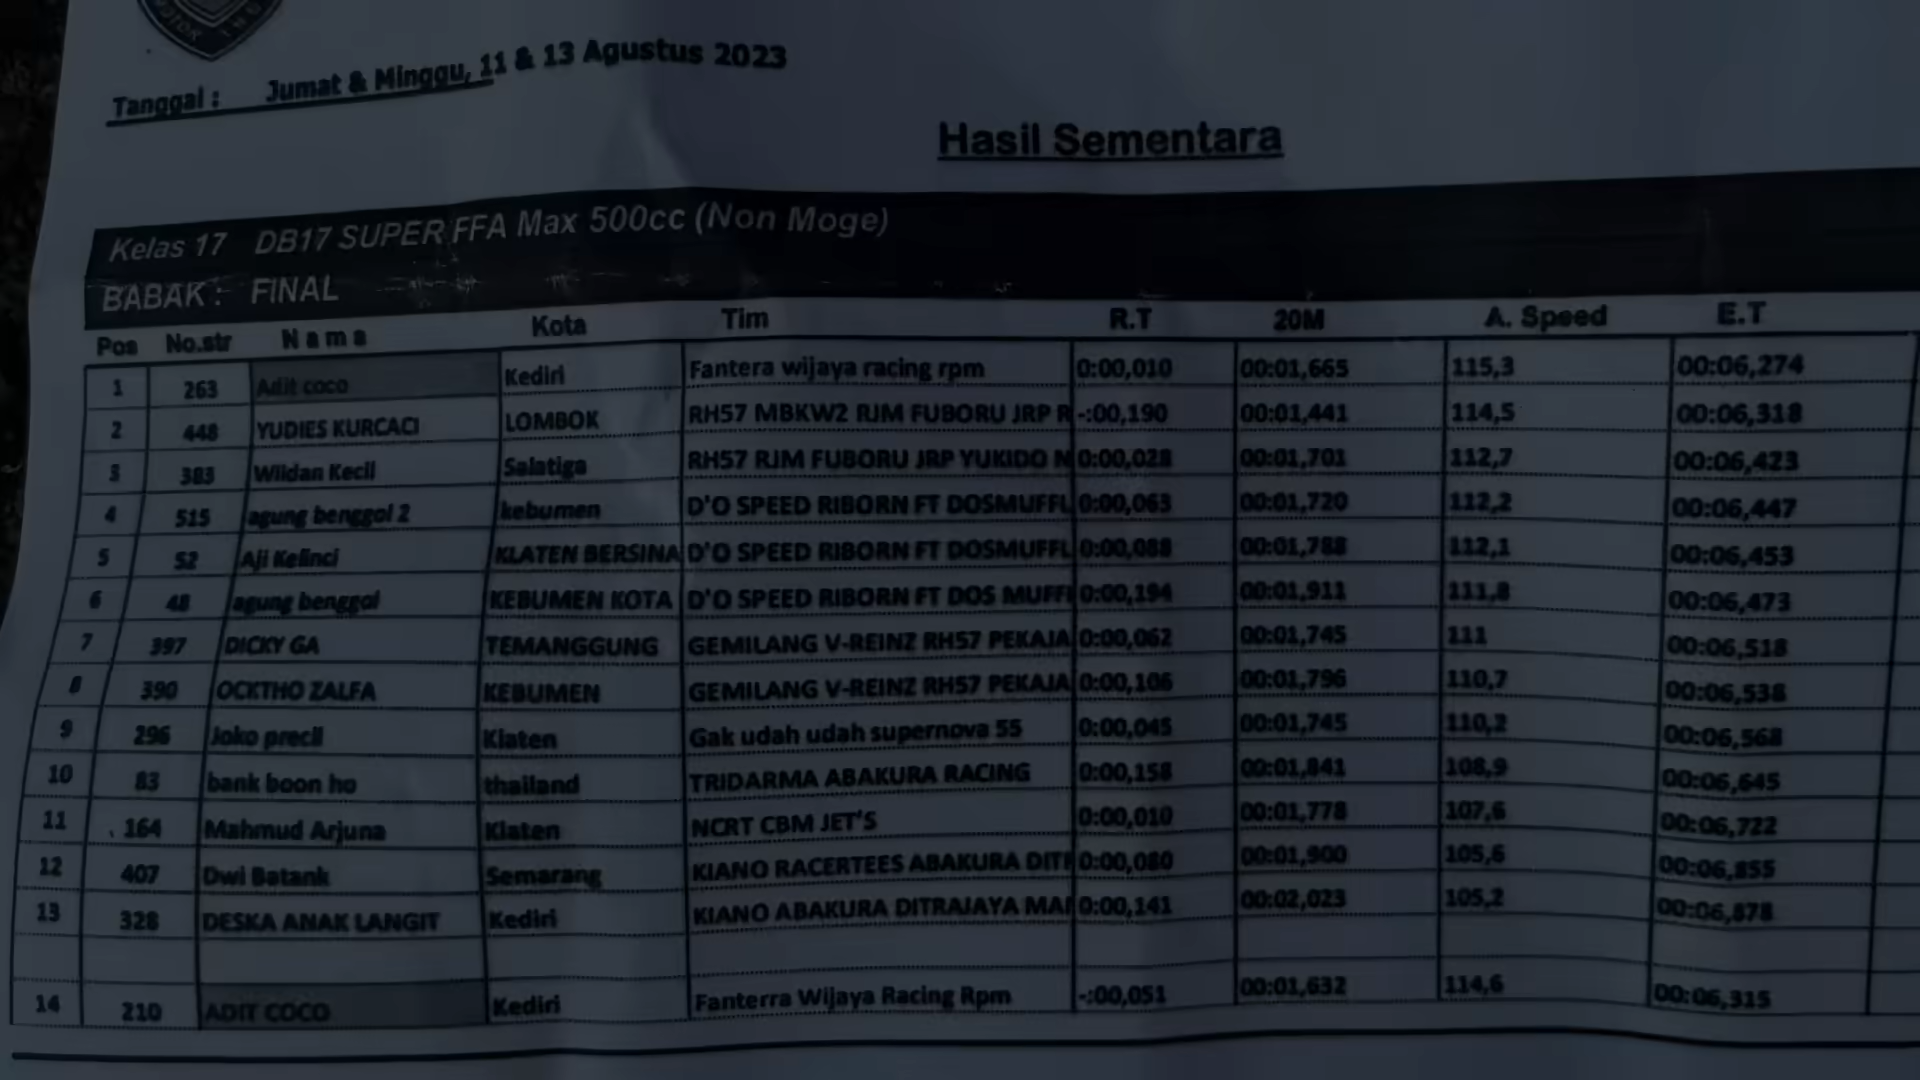 Tanggal : Jumat & Minggu, 11 & 13 Agustus 2023
Hasil Sementara
Kelas 17 DB17 SUPER FFA Max 500cc (Non Moge)
BABAK : FINAL
Pos No.str N a m a Kota Tim R.T 20M A. Speed E.T
1 263 Adit coco Kediri Fantera wijaya racing rpm 0:00,010 00:01,665 115,3 00:06,274
2 448 YUDIES KURCACI LOMBOK RH57 MBKW2 RJM FUBORU JRP R -:00,190 00:01,441 114,5 00:06,318
3 383 Wildan Kecil Salatiga RH57 RJM FUBORU JRP YUKIDO N 0:00,028 00:01,701 112,7 00:06,423
4 515 agung benggol 2 kebumen D'O SPEED RIBORN FT DOSMUFFL 0:00,063 00:01,720 112,2 00:06,447
5 52 Aji Kelinci KLATEN BERSINA D'O SPEED RIBORN FT DOSMUFFL 0:00,088 00:01,788 112,1 00:06,453
6 48 agung benggol KEBUMEN KOTA D'O SPEED RIBORN FT DOS MUFFI 0:00,194 00:01,911 111,8 00:06,473
7 397 DICKY GA TEMANGGUNG GEMILANG V-REINZ RH57 PEKAJA 0:00,062 00:01,745 111 00:06,518
8 390 OCKTHO ZALFA KEBUMEN GEMILANG V-REINZ RH57 PEKAJA 0:00,106 00:01,796 110,7 00:06,538
9 296 Joko precil Klaten Gak udah udah supernova 55 0:00,045 00:01,745 110,2 00:06,568
10 83 bank boon ho thailand TRIDARMA ABAKURA RACING 0:00,158 00:01,841 108,9 00:06,645
11 164 Mahmud Arjuna Klaten NCRT CBM JET'S 0:00,010 00:01,778 107,6 00:06,722
12 407 Dwi Batank Semarang KIANO RACERTEES ABAKURA DITR 0:00,080 00:01,900 105,6 00:06,855
13 328 DESKA ANAK LANGIT Kediri KIANO ABAKURA DITRAJAYA MAI 0:00,141 00:02,023 105,2 00:06,878
14 210 ADIT COCO Kediri Fanterra Wijaya Racing Rpm -:00,051 00:01,632 114,6 00:06,315